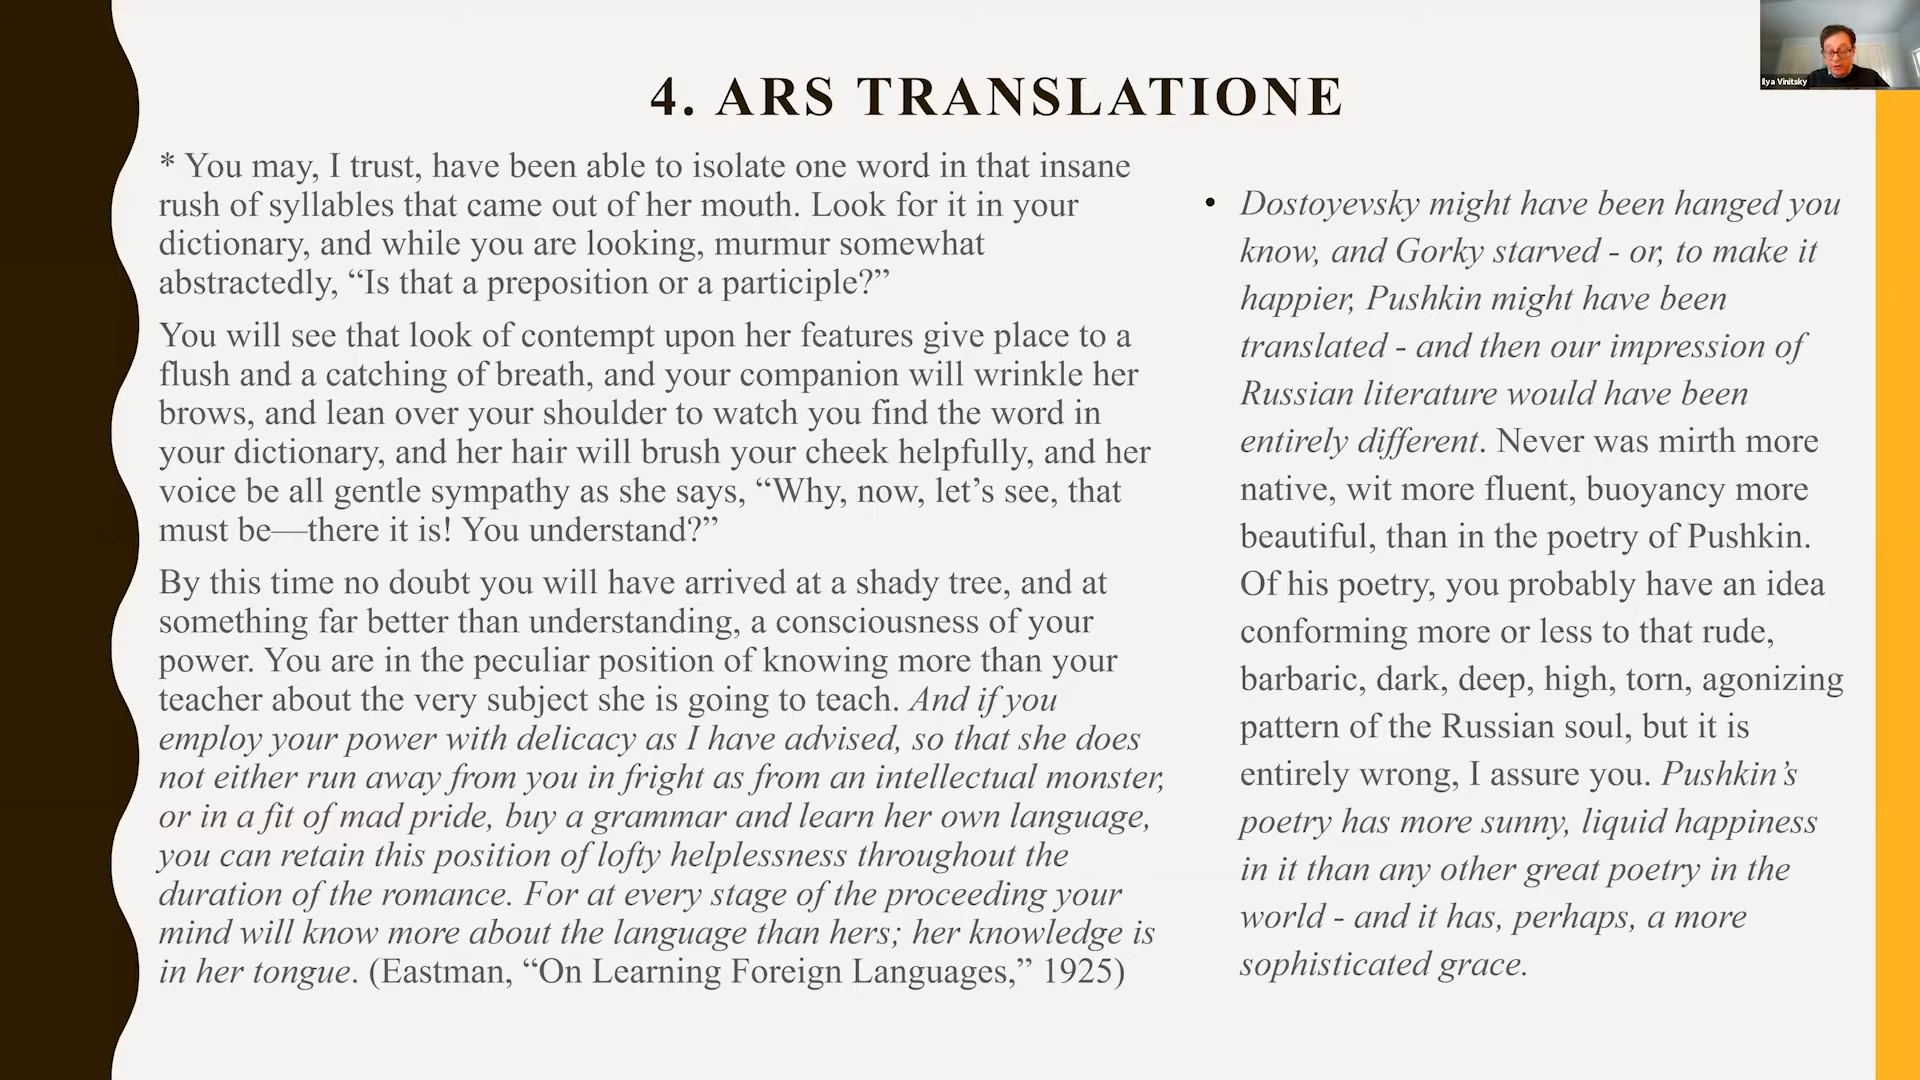 4. ARS TRANSLATIONE
* You may, I trust, have been able to isolate one word in that insane
rush of syllables that came out of her mouth. Look for it in your
dictionary, and while you are looking, murmur somewhat
abstractedly, “Is that a preposition or a participle?”
You will see that look of contempt upon her features give place to a
flush and a catching of breath, and your companion will wrinkle her
brows, and lean over your shoulder to watch you find the word in
your dictionary, and her hair will brush your cheek helpfully, and her
voice be all gentle sympathy as she says, “Why, now, let’s see, that
must be—there it is! You understand?”
By this time no doubt you will have arrived at a shady tree, and at
something far better than understanding, a consciousness of your
power. You are in the peculiar position of knowing more than your
teacher about the very subject she is going to teach. And if you
employ your power with delicacy as I have advised, so that she does
not either run away from you in fright as from an intellectual monster,
or in a fit of mad pride, buy a grammar and learn her own language,
you can retain this position of lofty helplessness throughout the
duration of the romance. For at every stage of the proceeding your
mind will know more about the language than hers; her knowledge is
in her tongue. (Eastman, “On Learning Foreign Languages,” 1925)
• Dostoyevsky might have been hanged you
know, and Gorky starved - or, to make it
happier, Pushkin might have been
translated - and then our impression of
Russian literature would have been
entirely different. Never was mirth more
native, wit more fluent, buoyancy more
beautiful, than in the poetry of Pushkin.
Of his poetry, you probably have an idea
conforming more or less to that rude,
barbaric, dark, deep, high, torn, agonizing
pattern of the Russian soul, but it is
entirely wrong, I assure you. Pushkin’s
poetry has more sunny, liquid happiness
in it than any other great poetry in the
world - and it has, perhaps, a more
sophisticated grace.
Ilya Vinitsky